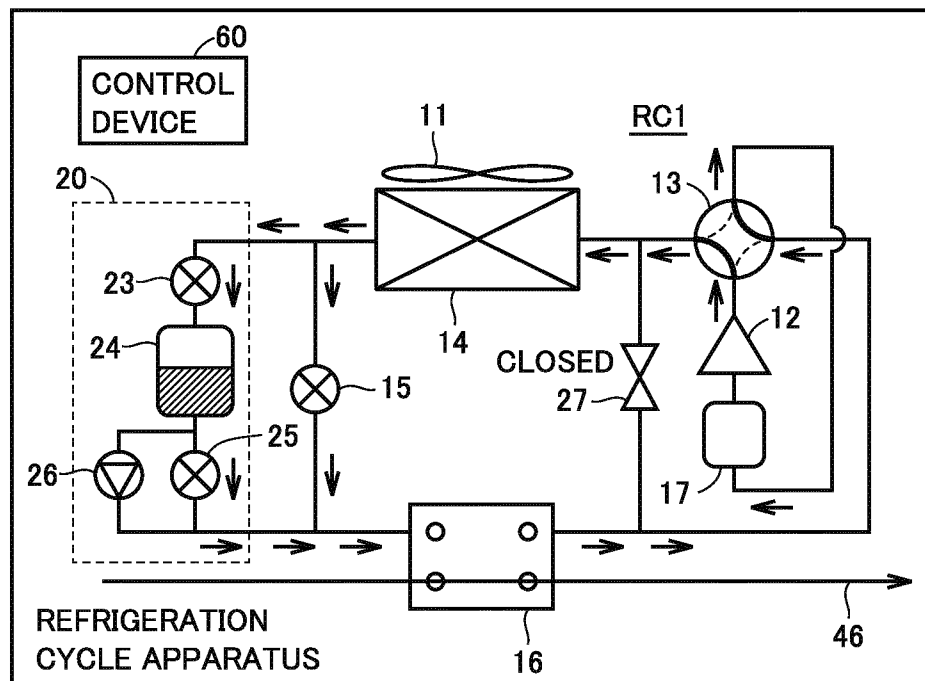 60
CONTROL
DEVICE
11
RC1
13
20
23
14
12
24
CLOSED
15
27
25
26
17
REFRIGERATION
CYCLE APPARATUS
16
46